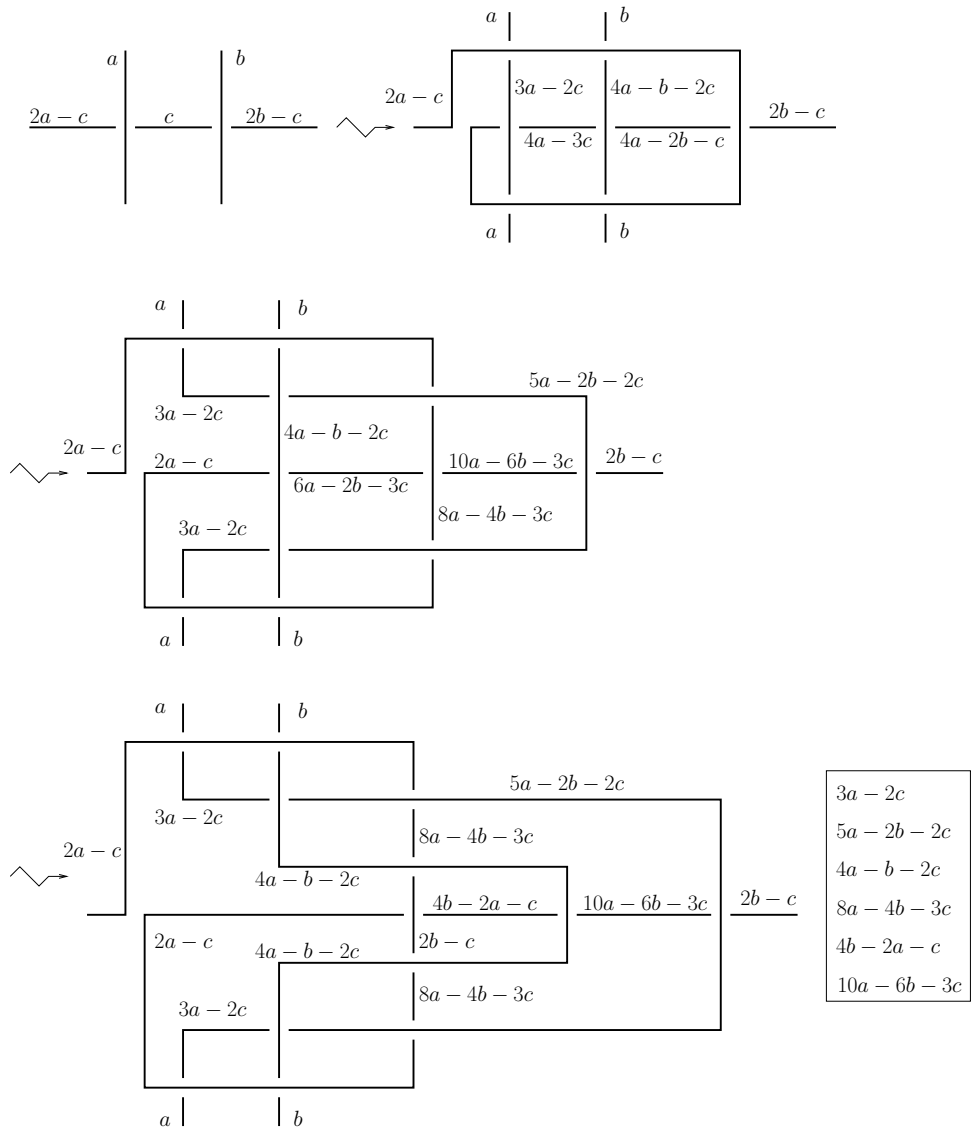 a
b
2a − c
c
2b − c
a
b
2a − c
3a − 2c
4a − b − 2c
2b − c
4a − 3c
4a − 2b − c
a
b
a
b
5a − 2b − 2c
3a − 2c
4a − b − 2c
2a − c
2a − c
10a − 6b − 3c
2b − c
6a − 2b − 3c
8a − 4b − 3c
3a − 2c
a
b
a
b
5a − 2b − 2c
3a − 2c
8a − 4b − 3c
2a − c
4a − b − 2c
4b − 2a − c
10a − 6b − 3c
2b − c
2a − c
4a − b − 2c
2b − c
8a − 4b − 3c
3a − 2c
a
b
3a − 2c
5a − 2b − 2c
4a − b − 2c
8a − 4b − 3c
4b − 2a − c
10a − 6b − 3c